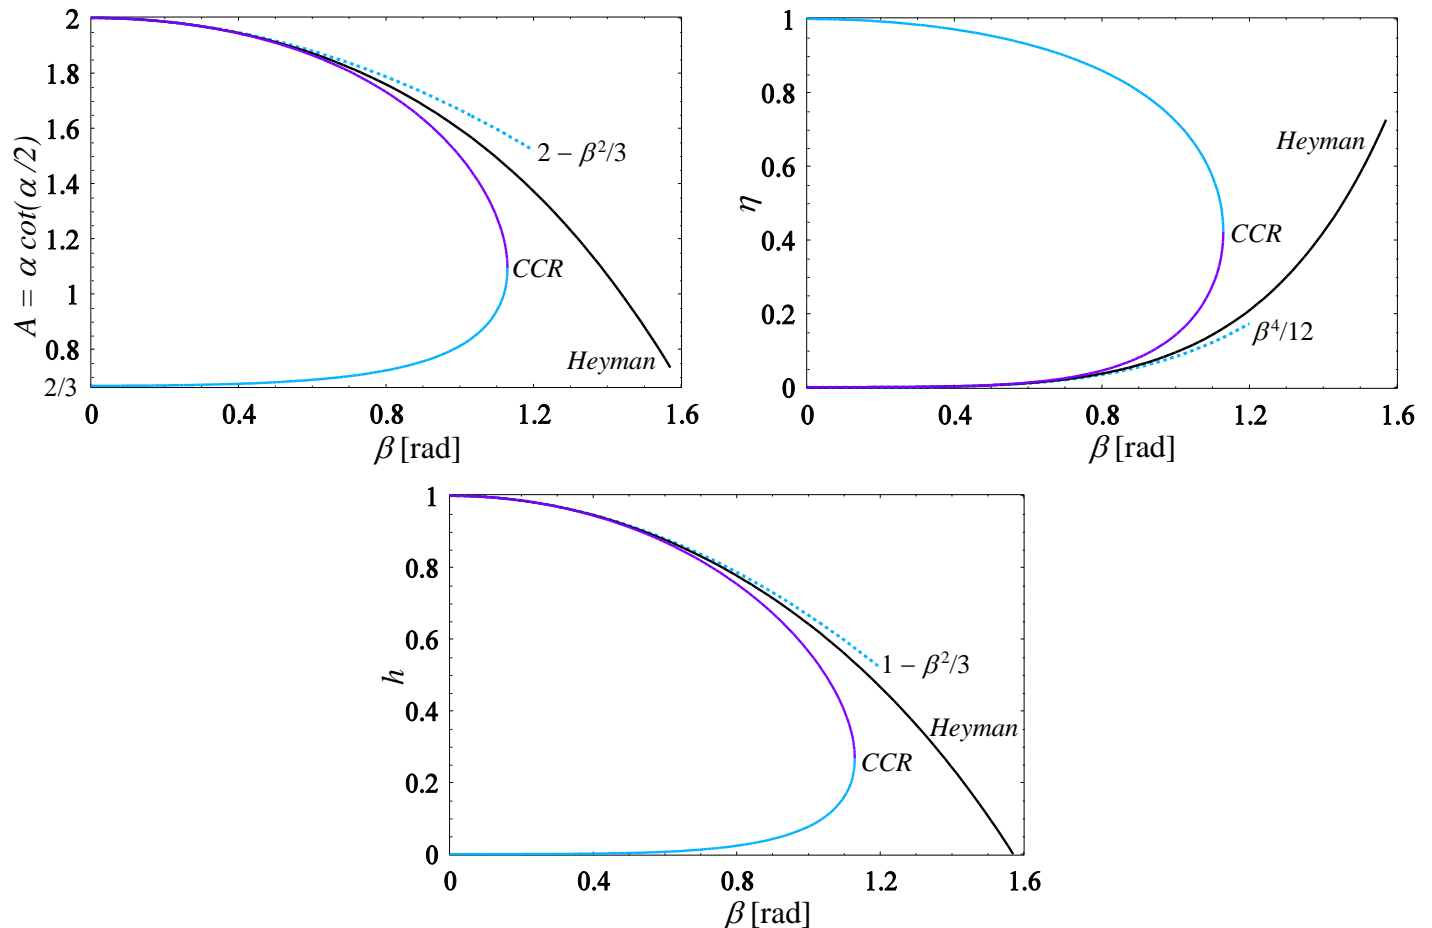 2
1.8
1.6
1.4
1.2
1
0.8
2/3
A = α cot(α/2)
2 − β²/3
CCR
Heyman
0 0.4 0.8 1.2 1.6
β [rad]
1
0.8
0.6
0.4
0.2
0
η
Heyman
CCR
β⁴/12
0 0.4 0.8 1.2 1.6
β [rad]
1
0.8
0.6
0.4
0.2
0
h
1 − β²/3
Heyman
CCR
0 0.4 0.8 1.2 1.6
β [rad]